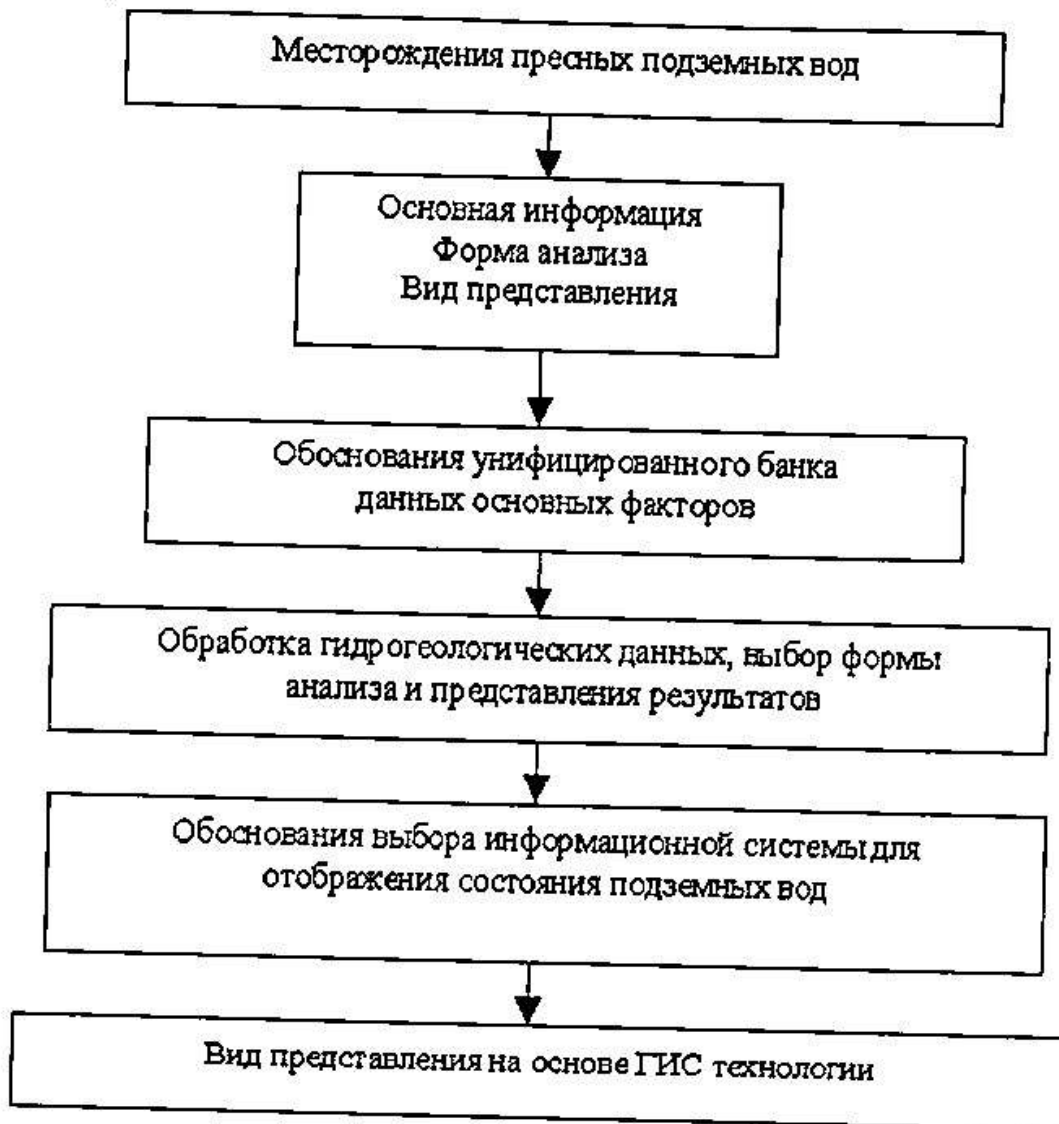 Месторождения пресных подземных вод
Основная информация
Форма анализа
Вид представления
Обоснования унифицированного банка
данных основных факторов
Обработка гидрогеологических данных, выбор формы
анализа и представления результатов
Обоснования выбора информационной системы для
отображения состояния подземных вод
Вид представления на основе ГИС технологии